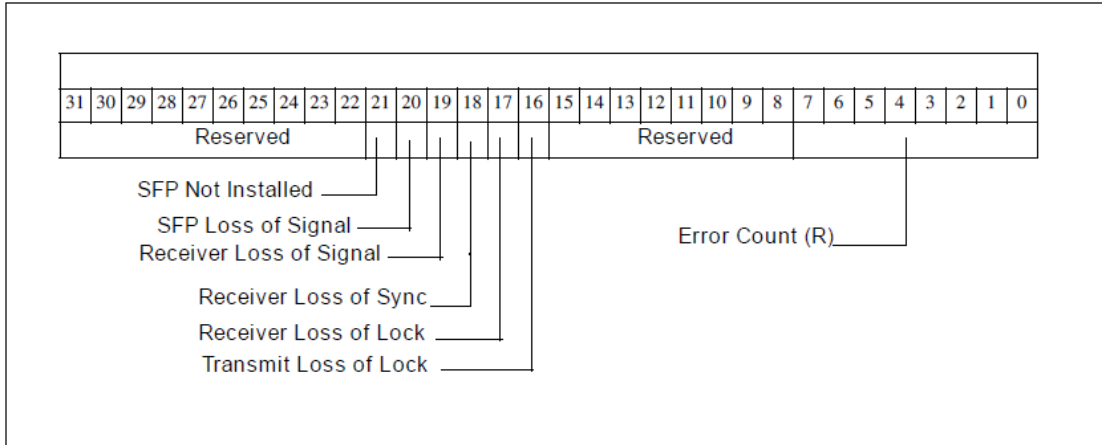 31 30 29 28 27 26 25 24 23 22 21 20 19 18 17 16 15 14 13 12 11 10 9 8 7 6 5 4 3 2 1 0
Reserved Reserved
SFP Not Installed
SFP Loss of Signal
Error Count (R)
Receiver Loss of Signal
Receiver Loss of Sync
Receiver Loss of Lock
Transmit Loss of Lock